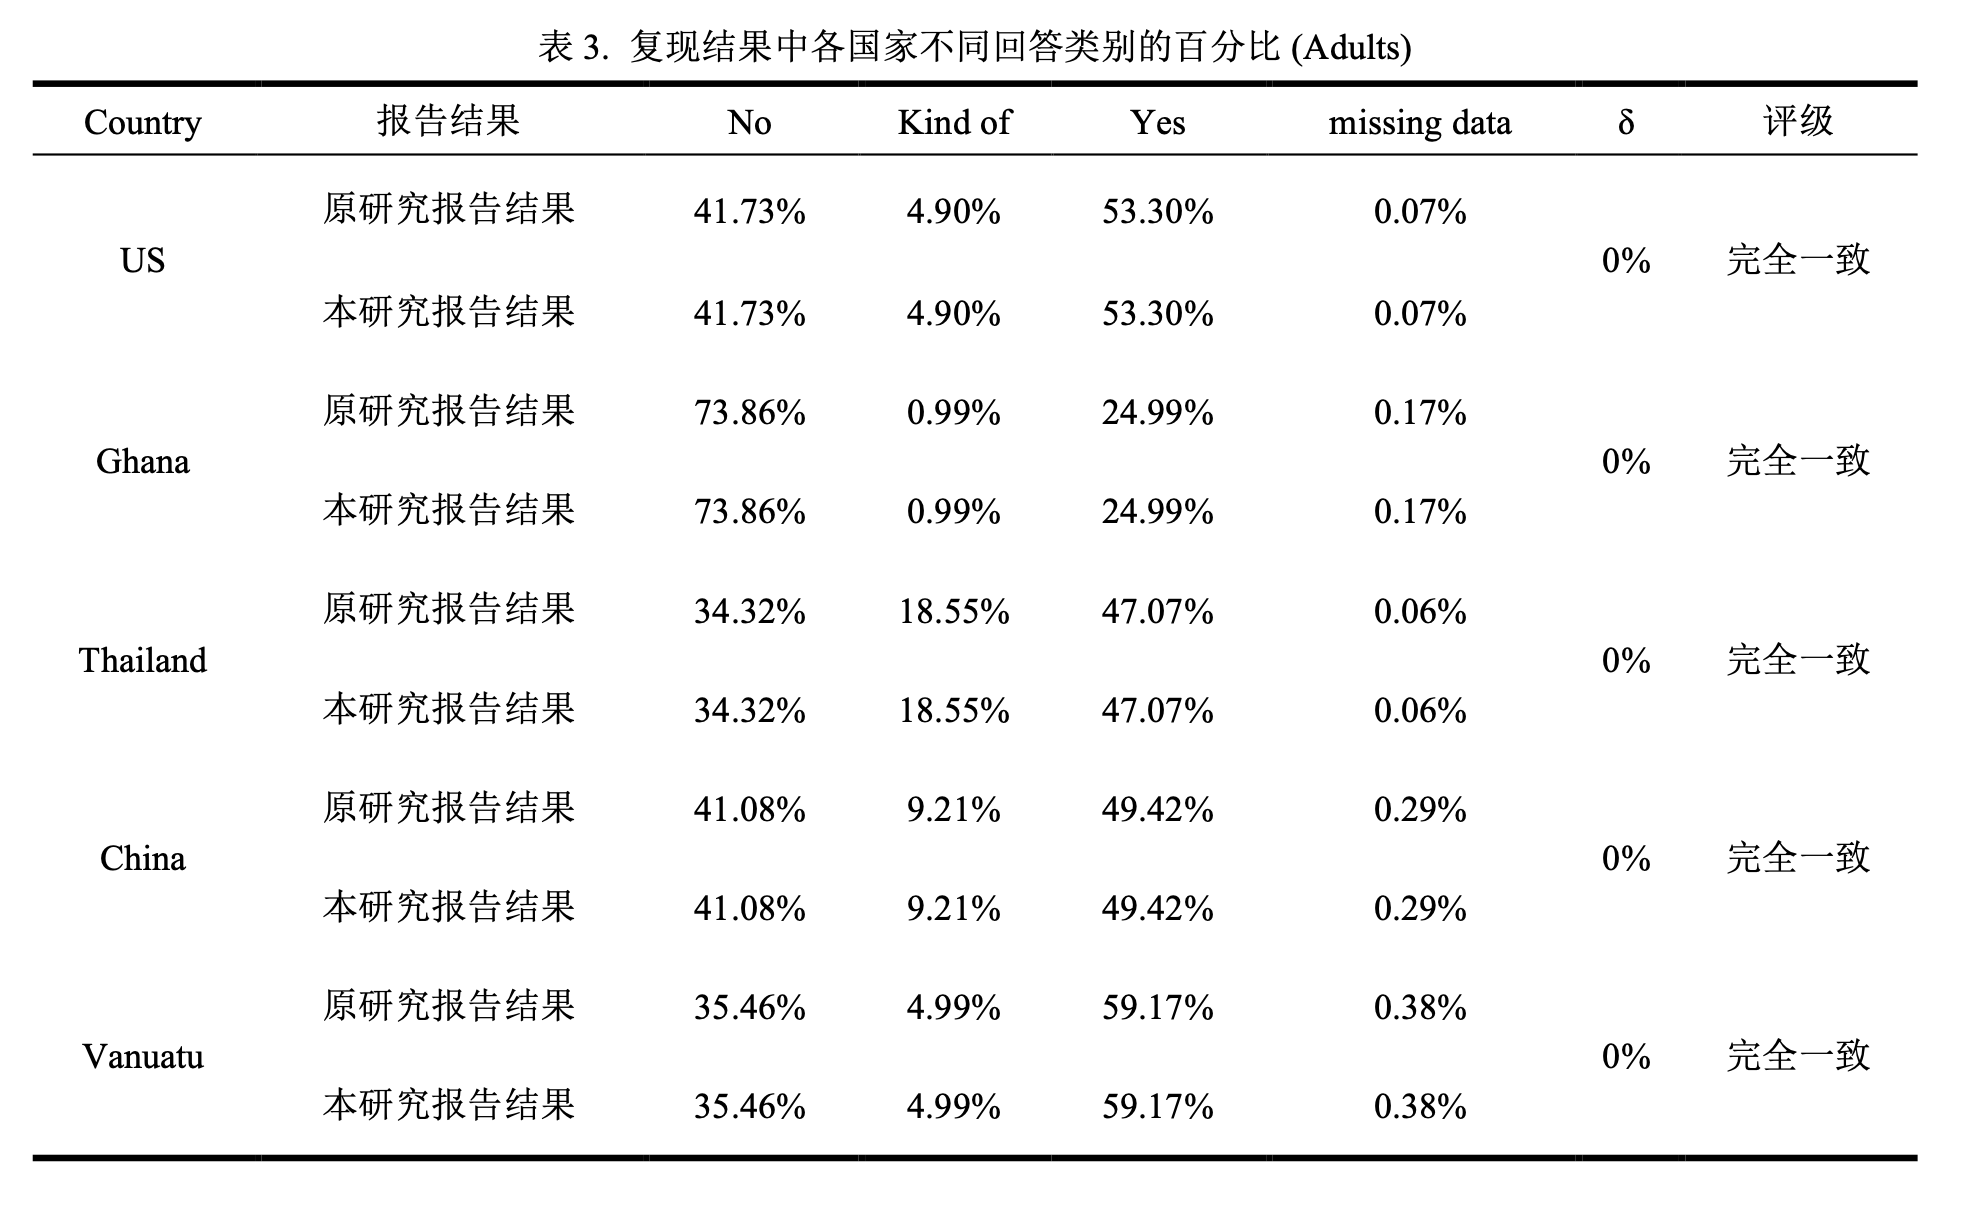 表 3. 复现结果中各国家不同回答类别的百分比 (Adults)
Country 报告结果 No Kind of Yes missing data δ 评级
原研究报告结果 41.73% 4.90% 53.30% 0.07%
US 0% 完全一致
本研究报告结果 41.73% 4.90% 53.30% 0.07%
原研究报告结果 73.86% 0.99% 24.99% 0.17%
Ghana 0% 完全一致
本研究报告结果 73.86% 0.99% 24.99% 0.17%
原研究报告结果 34.32% 18.55% 47.07% 0.06%
Thailand 0% 完全一致
本研究报告结果 34.32% 18.55% 47.07% 0.06%
原研究报告结果 41.08% 9.21% 49.42% 0.29%
China 0% 完全一致
本研究报告结果 41.08% 9.21% 49.42% 0.29%
原研究报告结果 35.46% 4.99% 59.17% 0.38%
Vanuatu 0% 完全一致
本研究报告结果 35.46% 4.99% 59.17% 0.38%